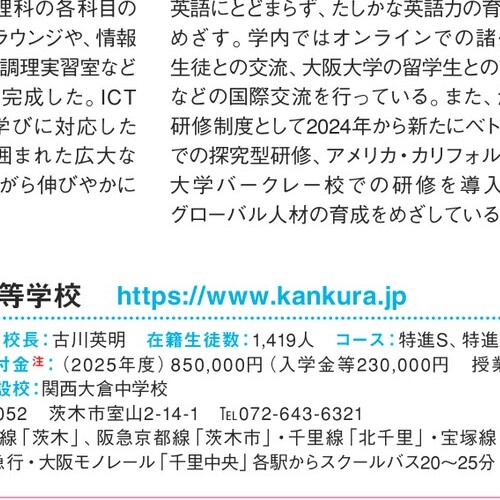 理科の各科目の
ラウンジや、情報
調理実習室など
完成した。ICT
学びに対応した
囲まれた広大な
がら伸びやかに
英語にとどまらず、たしかな英語力の育
めざす。学内ではオンラインでの諸
生徒との交流、大阪大学の留学生との
などの国際交流を行っている。また、
研修制度として2024年から新たにベト
での探究型研修、アメリカ・カリフォル
大学バークレー校での研修を導入
グローバル人材の育成をめざしている
等学校 https://www.kankura.jp
校長:古川英明 在籍生徒数:1,419人 コース:特進S、特進
付金注:(2025年度)850,000円(入学金等230,000円 授業
設校:関西大倉中学校
052 茨木市室山2-14-1 ℡072-643-6321
線「茨木」、阪急京都線「茨木市」・千里線「北千里」・宝塚線
急行・大阪モノレール「千里中央」各駅からスクールバス20〜25分